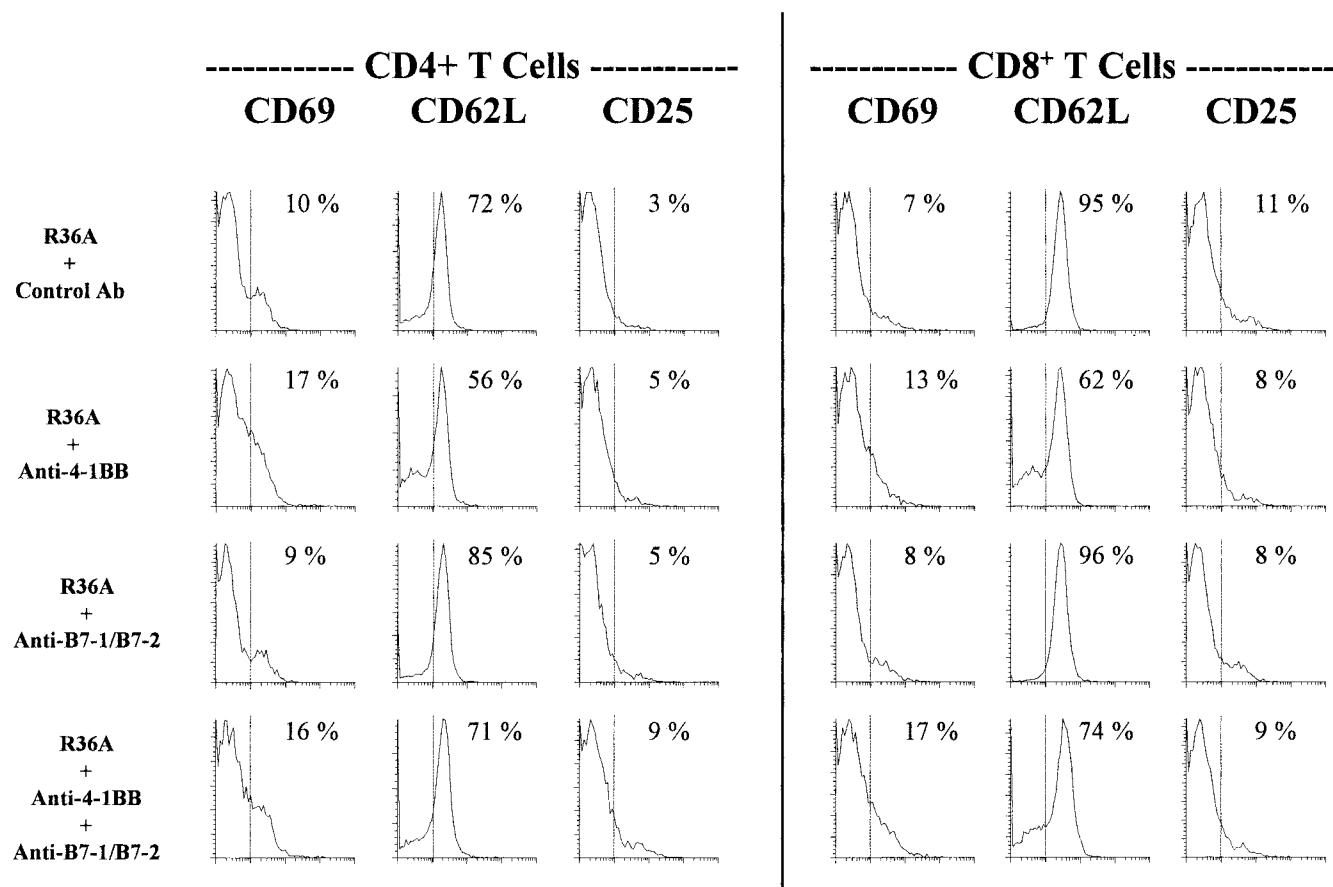 ------------ CD4+ T Cells ------------
------------ CD8⁺ T Cells ------------
CD69 CD62L CD25
CD69 CD62L CD25
R36A
+
Control Ab
10 % 72 % 3 % 7 % 95 % 11 %
R36A
+
Anti-4-1BB
17 % 56 % 5 % 13 % 62 % 8 %
R36A
+
Anti-B7-1/B7-2
9 % 85 % 5 % 8 % 96 % 8 %
R36A
+
Anti-4-1BB
+
Anti-B7-1/B7-2
16 % 71 % 9 % 17 % 74 % 9 %